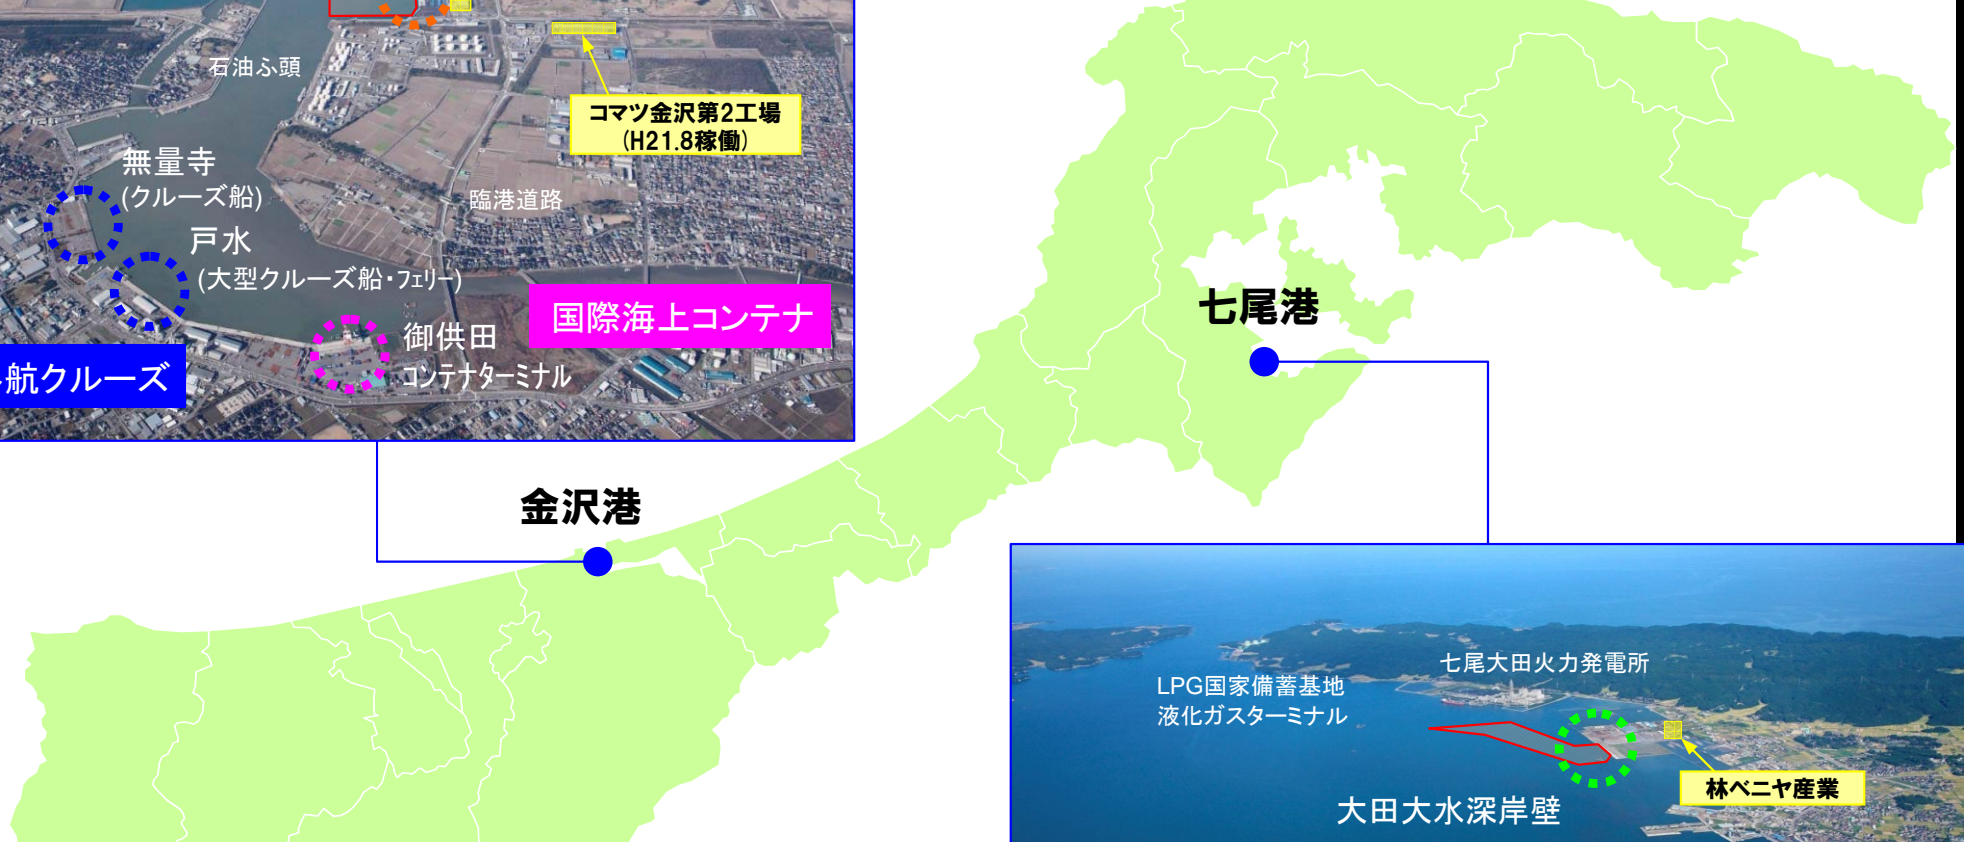 石油ふ頭
コマツ金沢第2工場
(H21.8稼働)
無量寺
(クルーズ船)
臨港道路
戸水
(大型クルーズ船・フェリー)
国際海上コンテナ
御供田
コンテナターミナル
航クルーズ
七尾港
金沢港
七尾大田火力発電所
LPG国家備蓄基地
液化ガスターミナル
林ベニヤ産業
大田大水深岸壁